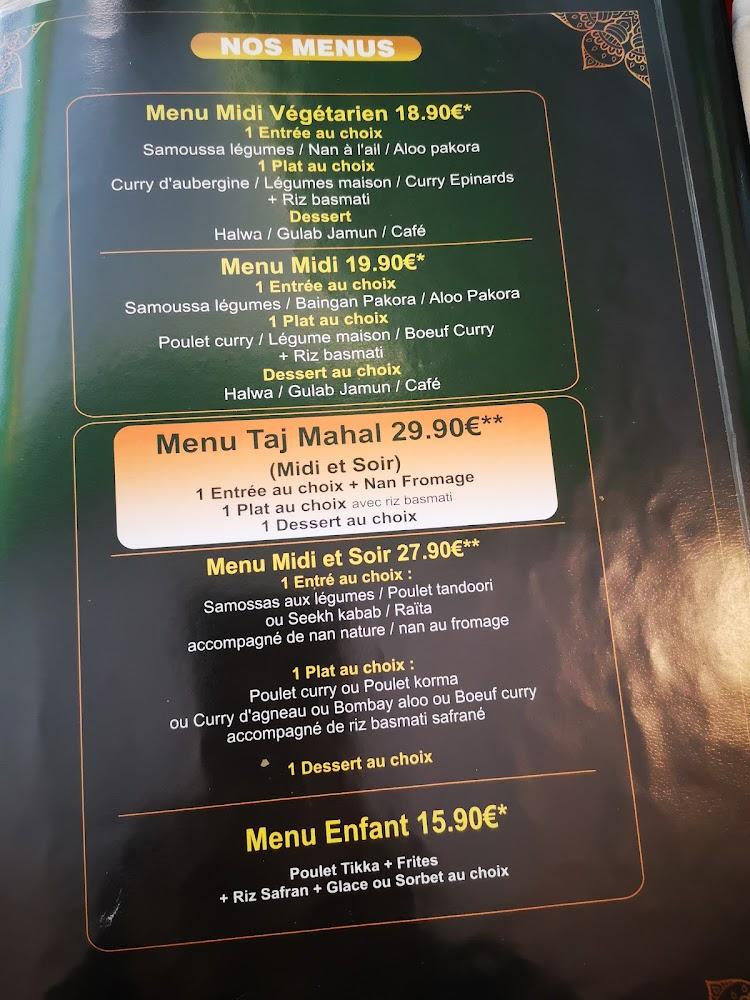 NOS MENUS
Menu Midi Végétarien 18.90€*
1 Entrée au choix
Samoussa légumes / Nan à l'ail / Aloo pakora
1 Plat au choix
Curry d'aubergine / Légumes maison / Curry Epinards
+ Riz basmati
Dessert
Halwa / Gulab Jamun / Café
Menu Midi 19.90€*
1 Entrée au choix
Samoussa légumes / Baingan Pakora / Aloo Pakora
1 Plat au choix
Poulet curry / Légume maison / Boeuf Curry
+ Riz basmati
Dessert au choix
Halwa / Gulab Jamun / Café
Menu Taj Mahal 29.90€**
(Midi et Soir)
1 Entrée au choix + Nan Fromage
1 Plat au choix avec riz basmati
1 Dessert au choix
Menu Midi et Soir 27.90€**
1 Entré au choix :
Samossas aux légumes / Poulet tandoori
ou Seekh kabab / Raïta
accompagné de nan nature / nan au fromage
1 Plat au choix :
Poulet curry ou Poulet korma
ou Curry d'agneau ou Bombay aloo ou Boeuf curry
accompagné de riz basmati safrané
1 Dessert au choix
Menu Enfant 15.90€*
Poulet Tikka + Frites
+ Riz Safran + Glace ou Sorbet au choix